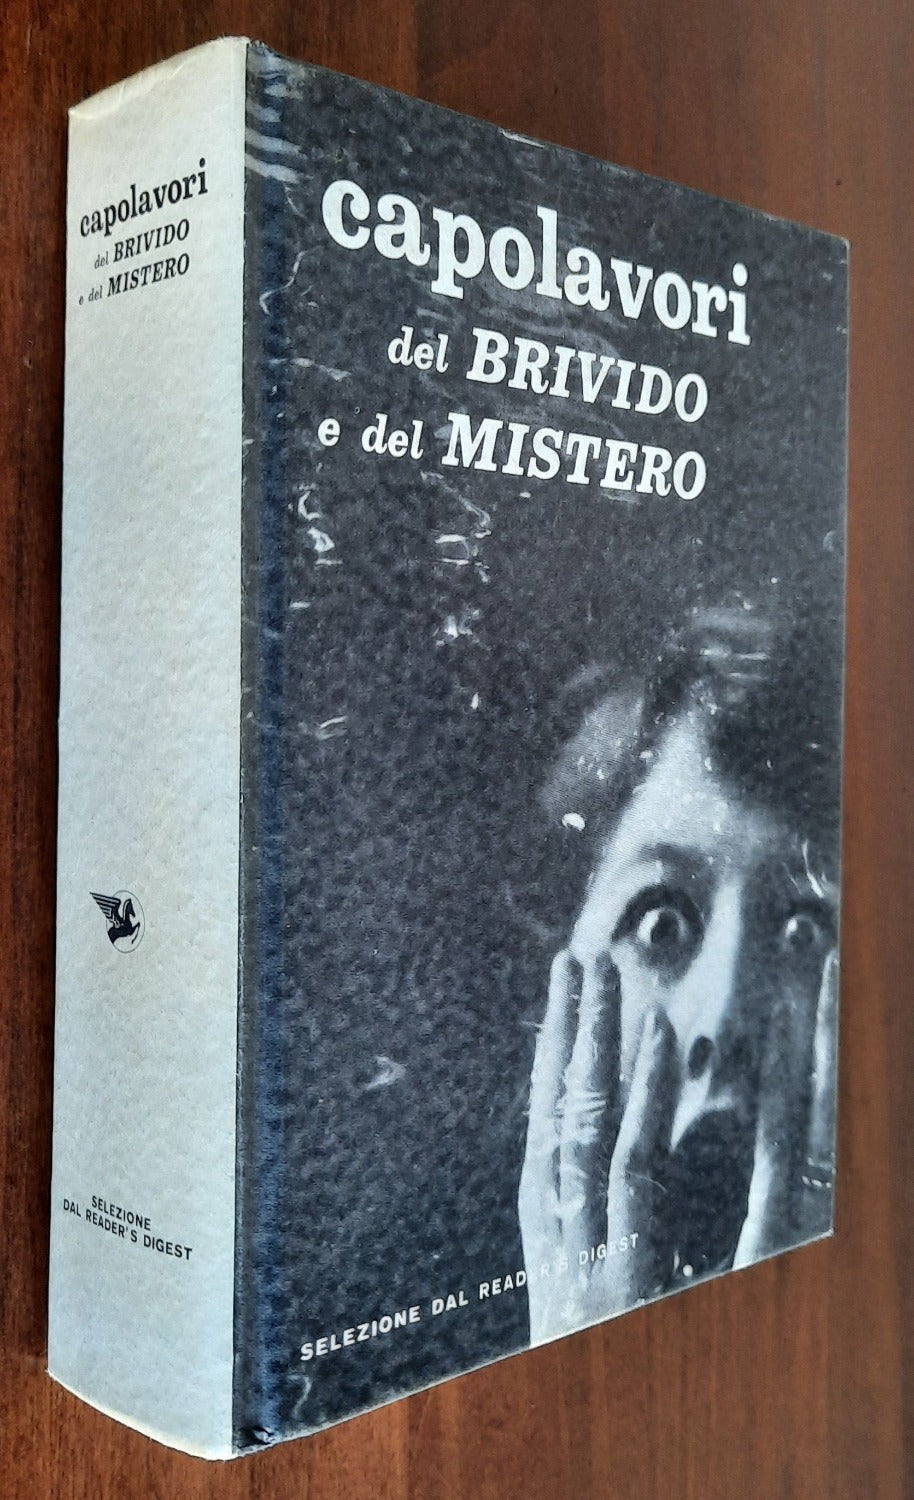 capolavori
del BRIVIDO
e del MISTERO
SELEZIONE
DAL READER'S DIGEST
capolavori
del BRIVIDO
e del MISTERO
SELEZIONE DAL READER'S DIGEST